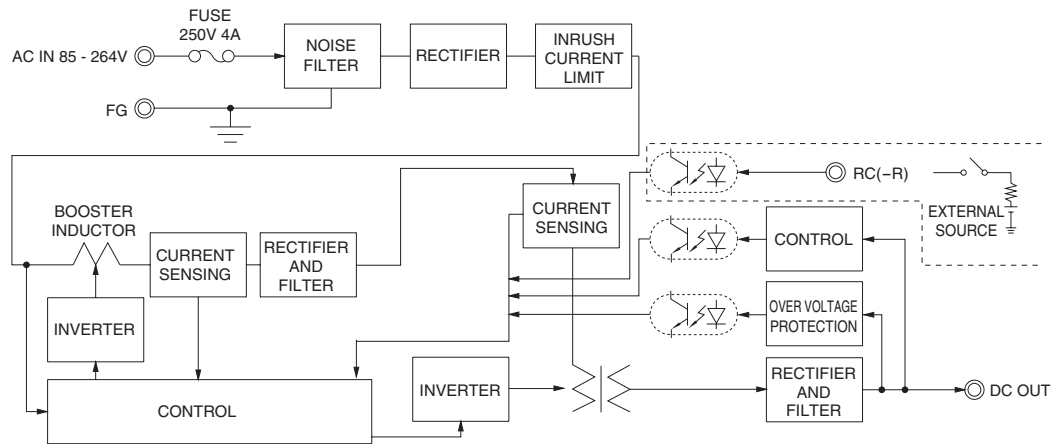 FUSE
250V 4A
AC IN 85 - 264V
NOISE
FILTER
RECTIFIER
INRUSH
CURRENT
LIMIT
FG
RC(−R)
EXTERNAL
SOURCE
BOOSTER
INDUCTOR
CURRENT
SENSING
RECTIFIER
AND
FILTER
CURRENT
SENSING
CONTROL
INVERTER
OVER VOLTAGE
PROTECTION
CONTROL
INVERTER
RECTIFIER
AND
FILTER
DC OUT